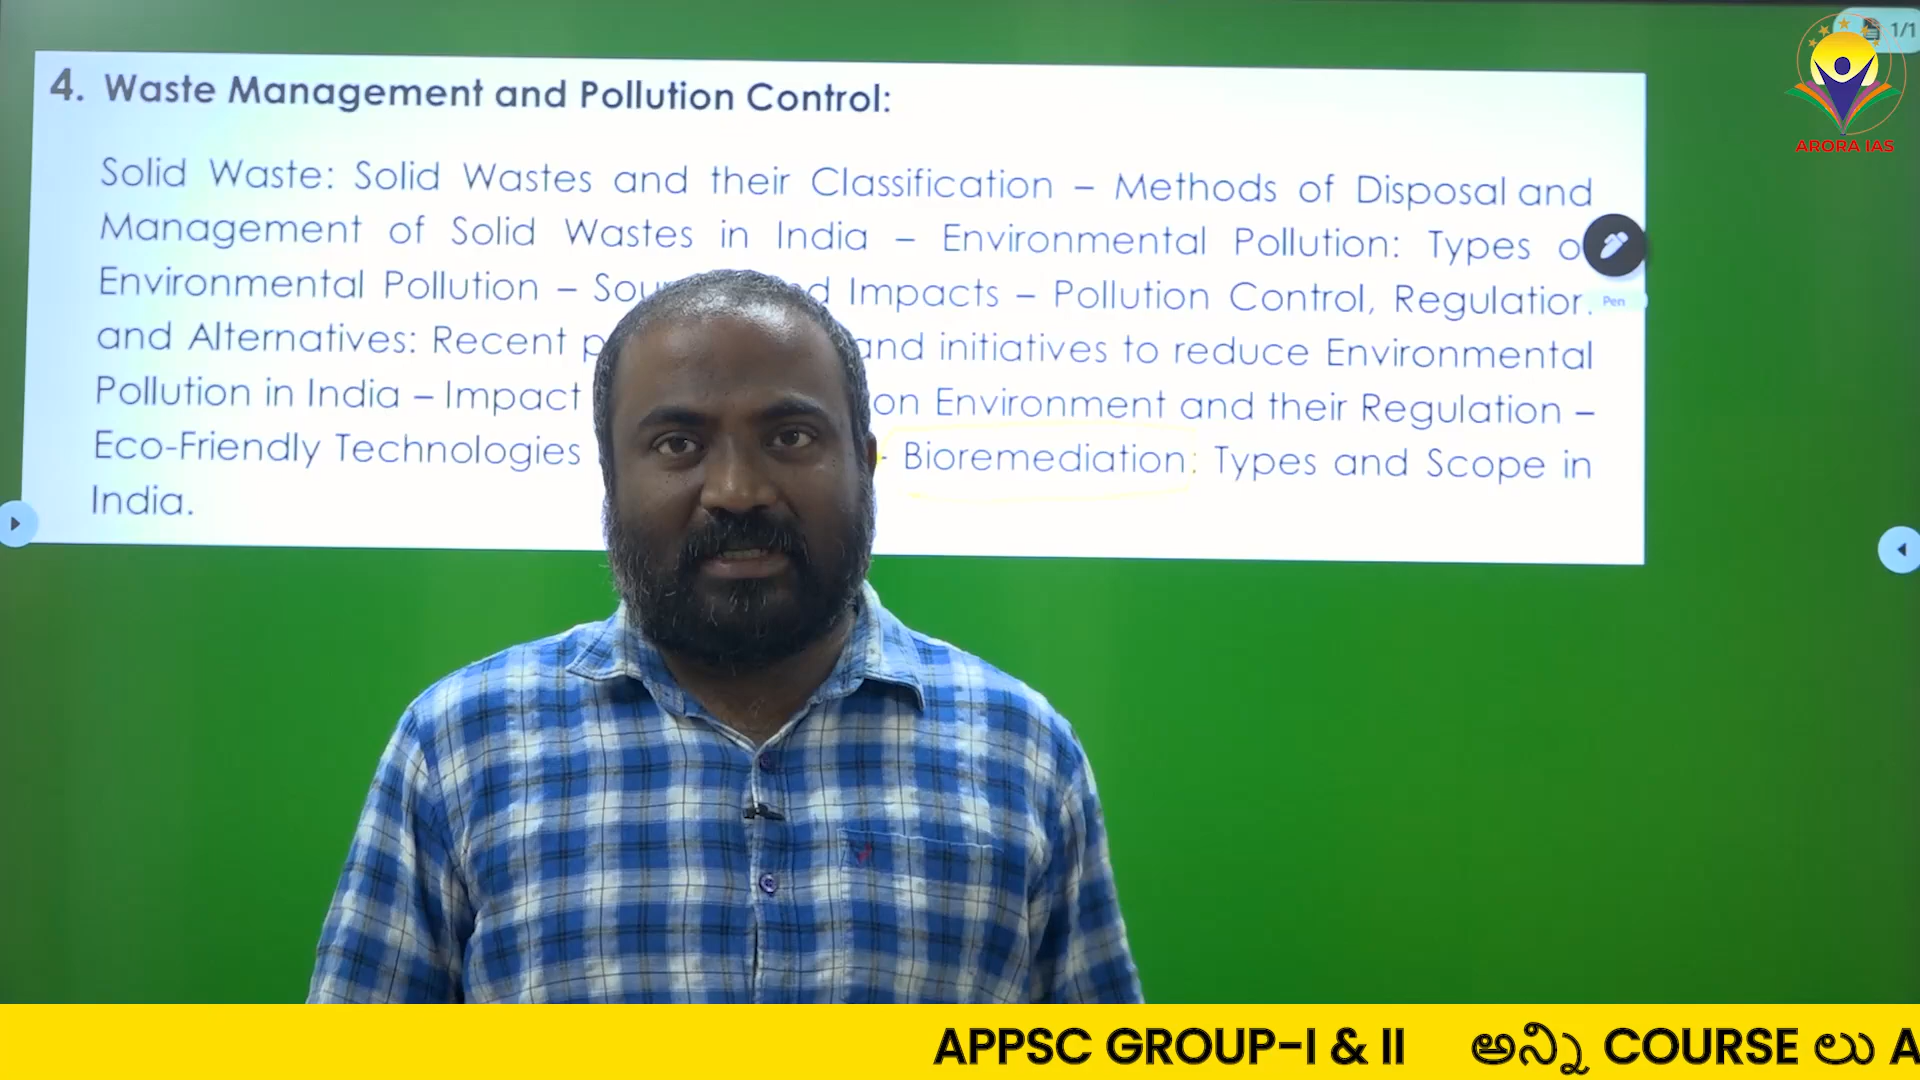 1/1
ARORA IAS
4. Waste Management and Pollution Control:
Solid Waste: Solid Wastes and their Classification – Methods of Disposal and
Management of Solid Wastes in India – Environmental Pollution: Types o
Environmental Pollution – Sou d Impacts – Pollution Control, Regulation
and Alternatives: Recent p and initiatives to reduce Environmental
Pollution in India – Impact on Environment and their Regulation –
Eco-Friendly Technologies - Bioremediation: Types and Scope in
India.
Pen
APPSC GROUP-I & II అన్ని COURSE లు A